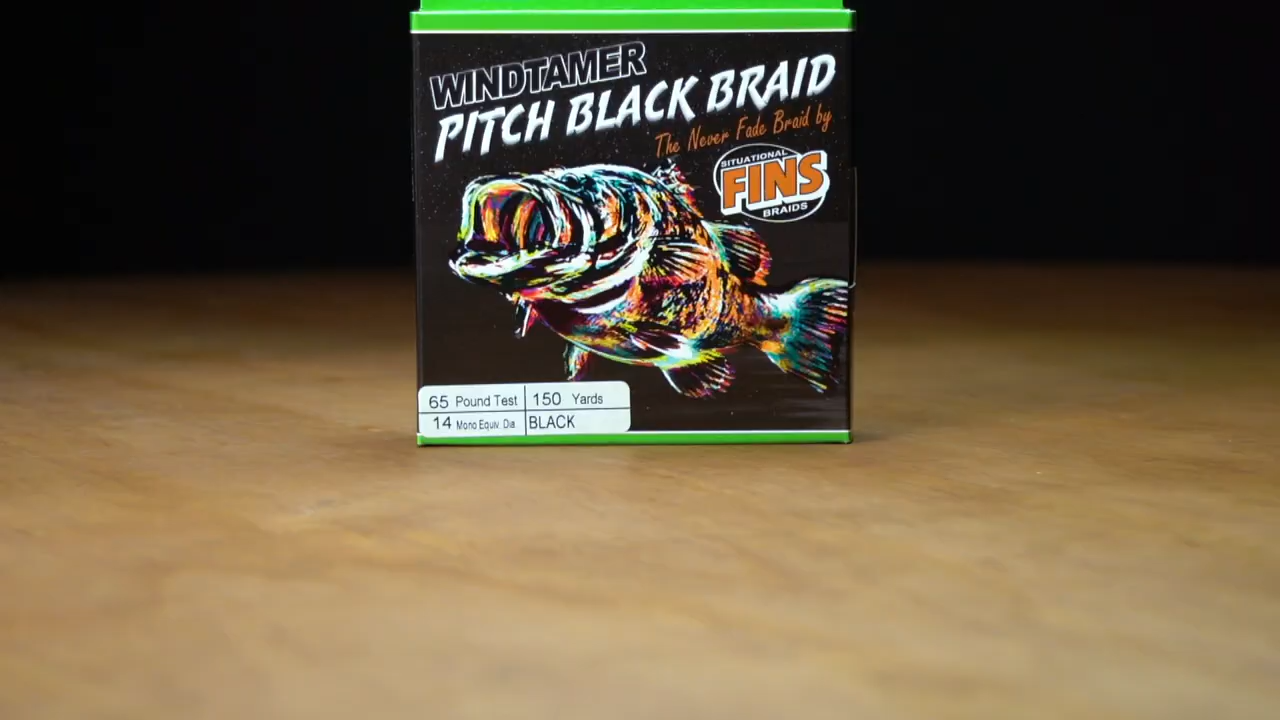 WINDTAMER
PITCH BLACK BRAID
The Never Fade Braid by
SITUATIONAL
FINS
BRAIDS
65 Pound Test 150 Yards
14 Mono Equiv. Dia. BLACK